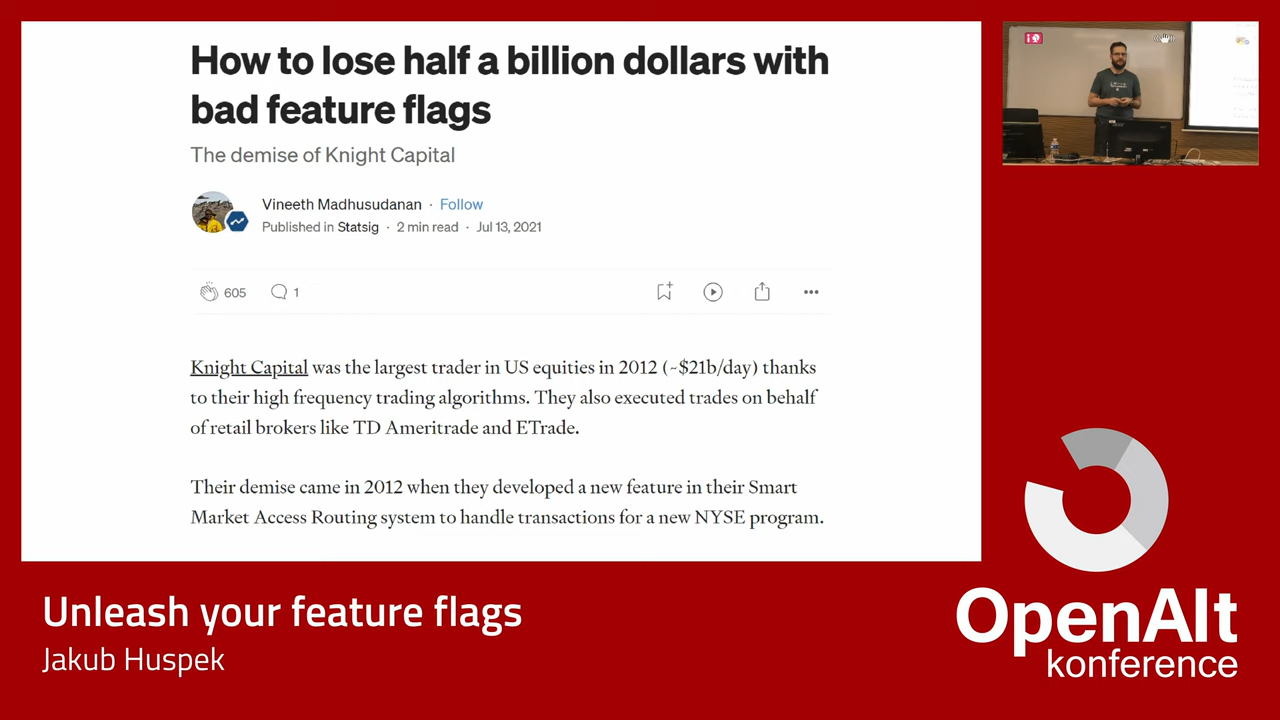 How to lose half a billion dollars with
bad feature flags
The demise of Knight Capital
Vineeth Madhusudanan · Follow
Published in Statsig · 2 min read · Jul 13, 2021
605
1
Knight Capital was the largest trader in US equities in 2012 (~$21b/day) thanks
to their high frequency trading algorithms. They also executed trades on behalf
of retail brokers like TD Ameritrade and ETrade.
Their demise came in 2012 when they developed a new feature in their Smart
Market Access Routing system to handle transactions for a new NYSE program.
Unleash your feature flags
Jakub Huspek
OpenAlt
konference